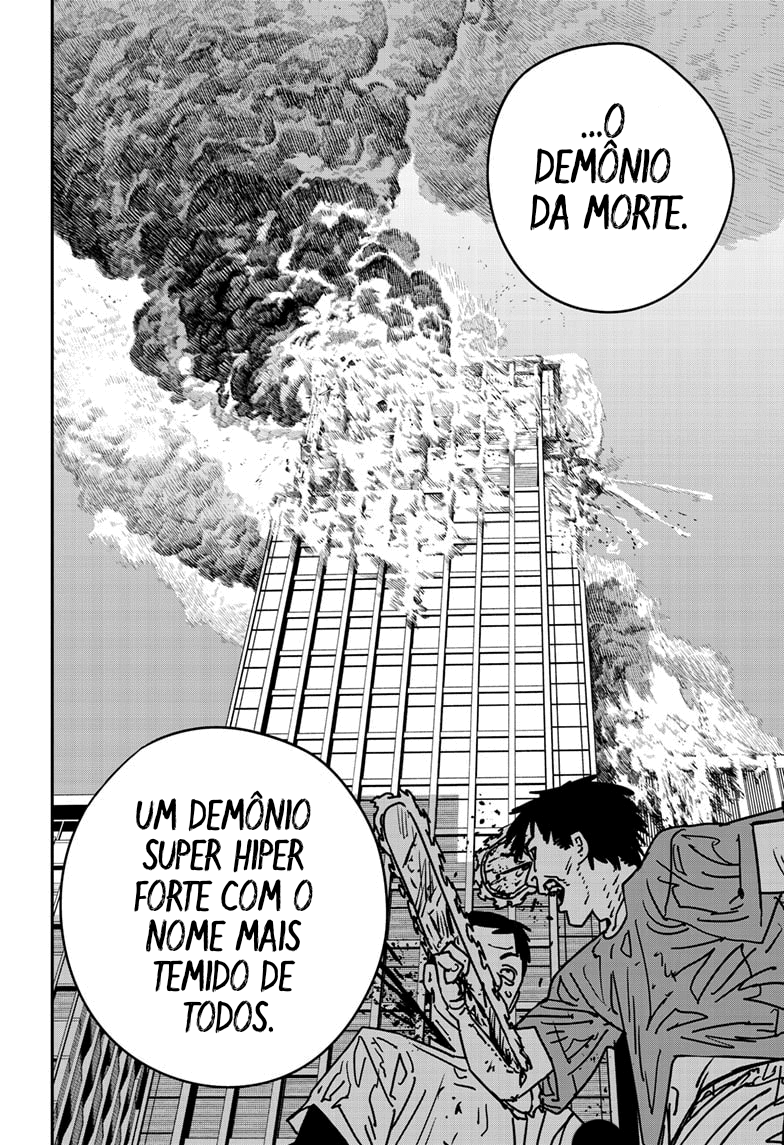 ...O
DEMÔNIO
DA MORTE.
UM DEMÔNIO
SUPER HIPER
FORTE COM O
NOME MAIS
TEMIDO DE
TODOS.